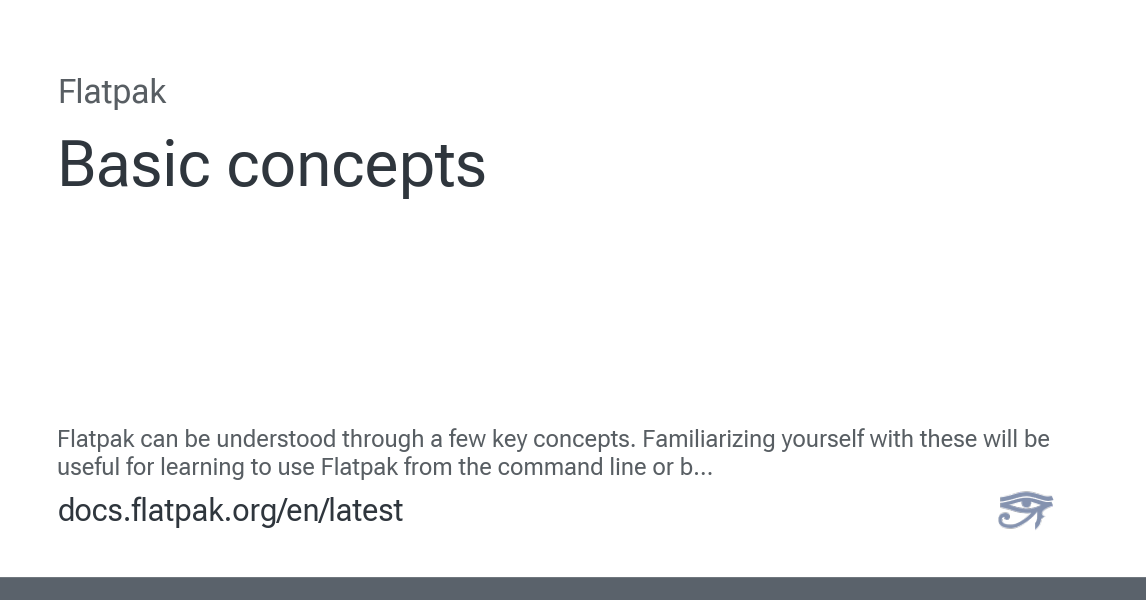 Flatpak
Basic concepts
Flatpak can be understood through a few key concepts. Familiarizing yourself with these will be
useful for learning to use Flatpak from the command line or b...
docs.flatpak.org/en/latest